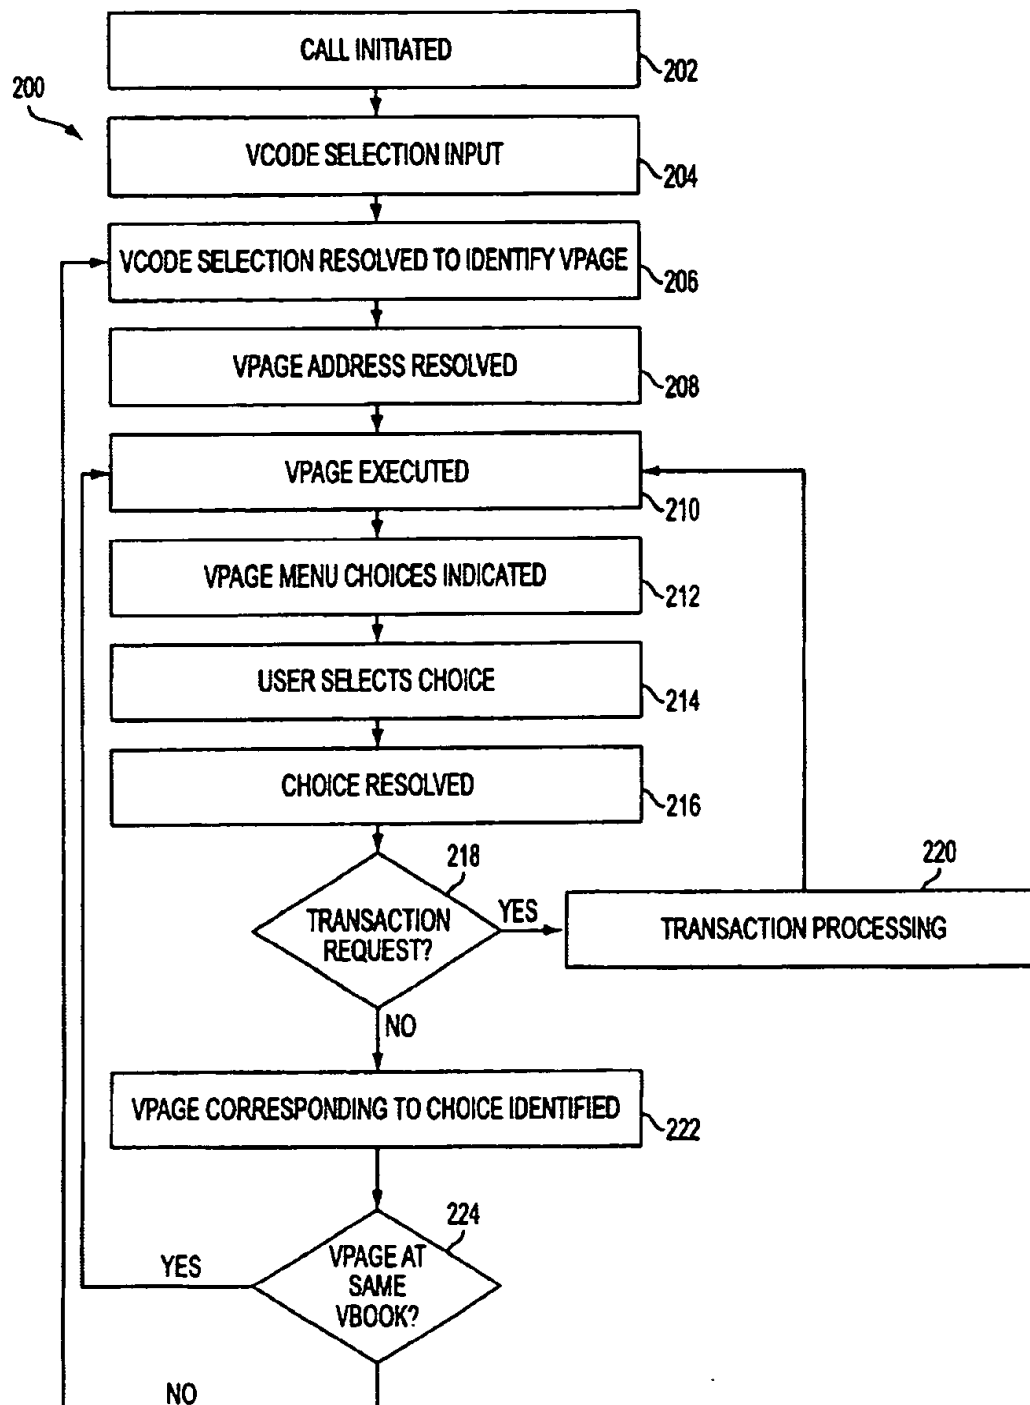 CALL INITIATED
202
200
VCODE SELECTION INPUT
204
VCODE SELECTION RESOLVED TO IDENTIFY VPAGE
206
VPAGE ADDRESS RESOLVED
208
VPAGE EXECUTED
210
VPAGE MENU CHOICES INDICATED
212
USER SELECTS CHOICE
214
CHOICE RESOLVED
216
218
TRANSACTION
REQUEST?
YES
220
TRANSACTION PROCESSING
NO
VPAGE CORRESPONDING TO CHOICE IDENTIFIED
222
224
VPAGE AT
SAME
VBOOK?
YES
NO